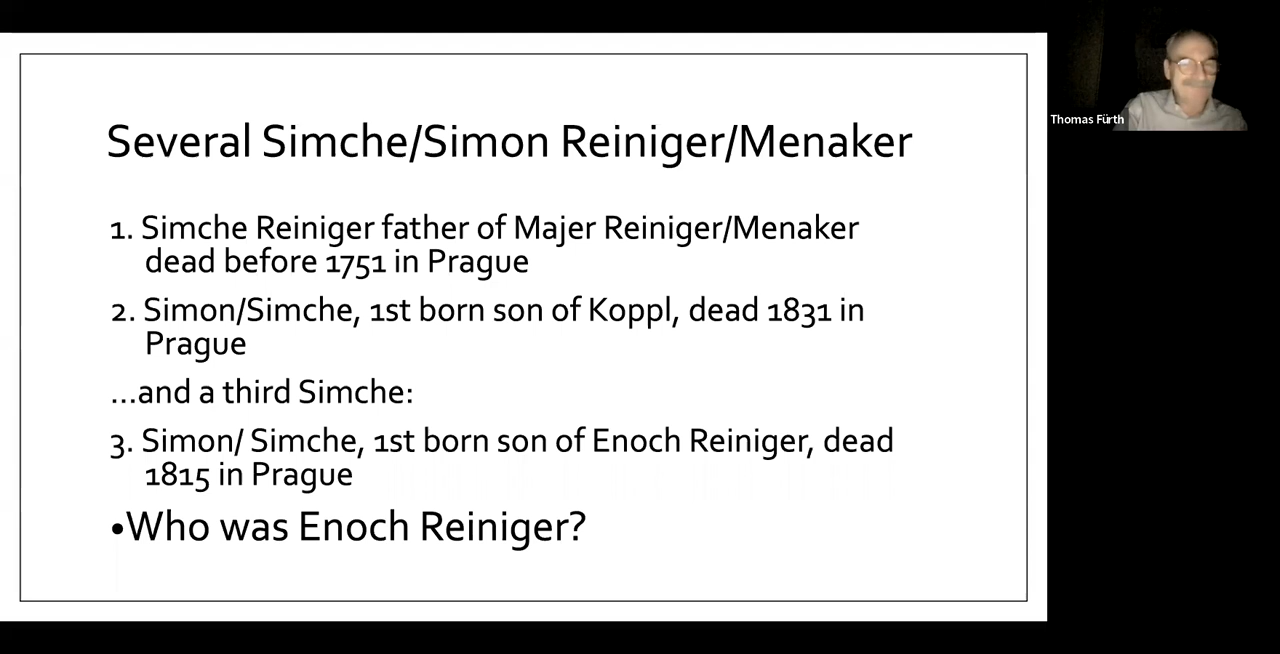 Several Simche/Simon Reiniger/Menaker
1. Simche Reiniger father of Majer Reiniger/Menaker
dead before 1751 in Prague
2. Simon/Simche, 1st born son of Koppl, dead 1831 in
Prague
...and a third Simche:
3. Simon/ Simche, 1st born son of Enoch Reiniger, dead
1815 in Prague
•Who was Enoch Reiniger?
Thomas Fürth